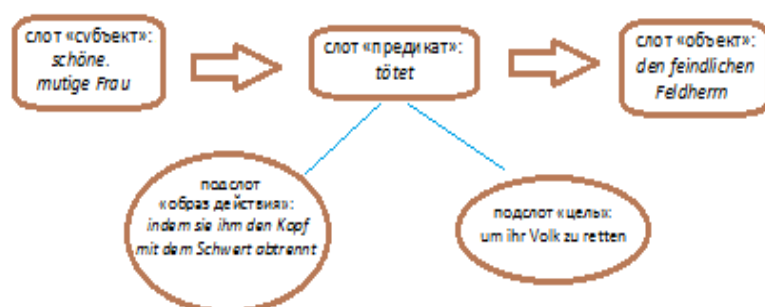 слот «субъект»:
schöne.
mutige Frau
слот «предикат»:
tötet
слот «объект»:
den feindlichen
Feldherrn
подслот
«образ действия»:
indem sie ihm den Kopf
mit dem Schwert abtrennt
подслот «цель»:
um ihr Volk zu retten